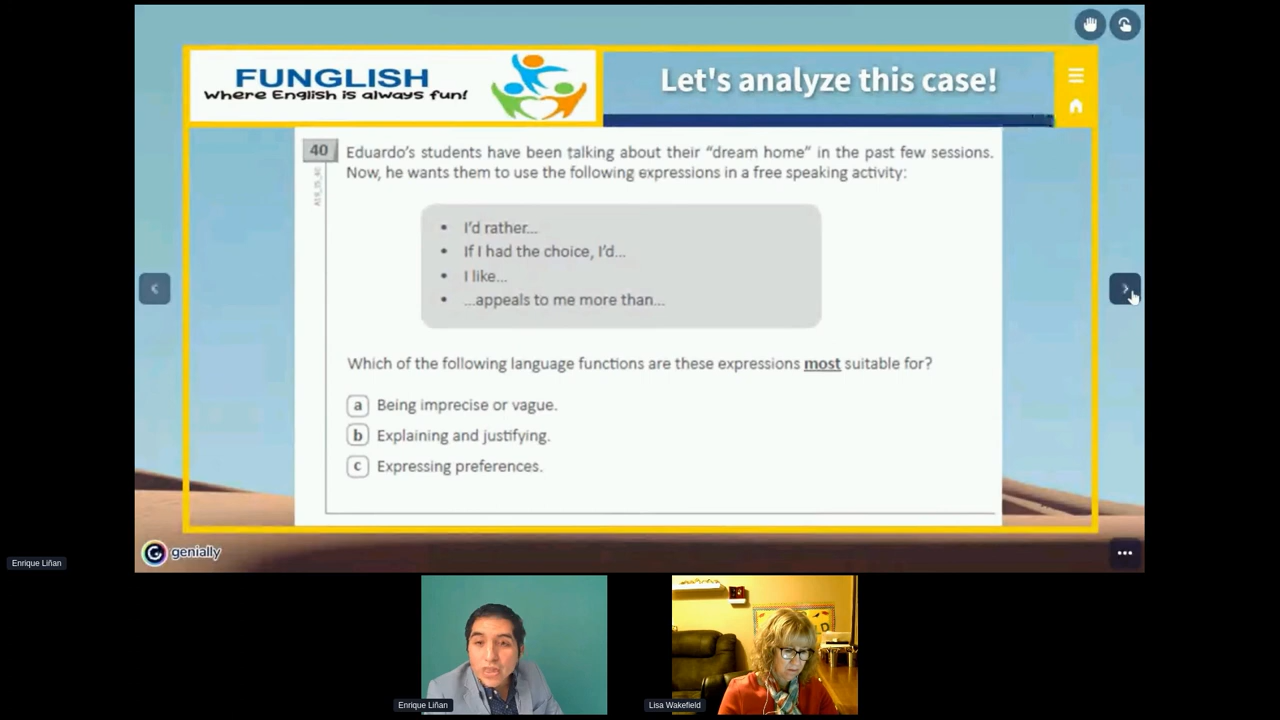 FUNGLISH
Where English is always fun!
Let's analyze this case!
40
Eduardo's students have been talking about their “dream home” in the past few sessions.
Now, he wants them to use the following expressions in a free speaking activity:
• I'd rather...
• If I had the choice, I'd...
• I like...
• ...appeals to me more than...
Which of the following language functions are these expressions most suitable for?
a Being imprecise or vague.
b Explaining and justifying.
c Expressing preferences.
genially
Enrique Liñan
Enrique Liñan
Lisa Wakefield